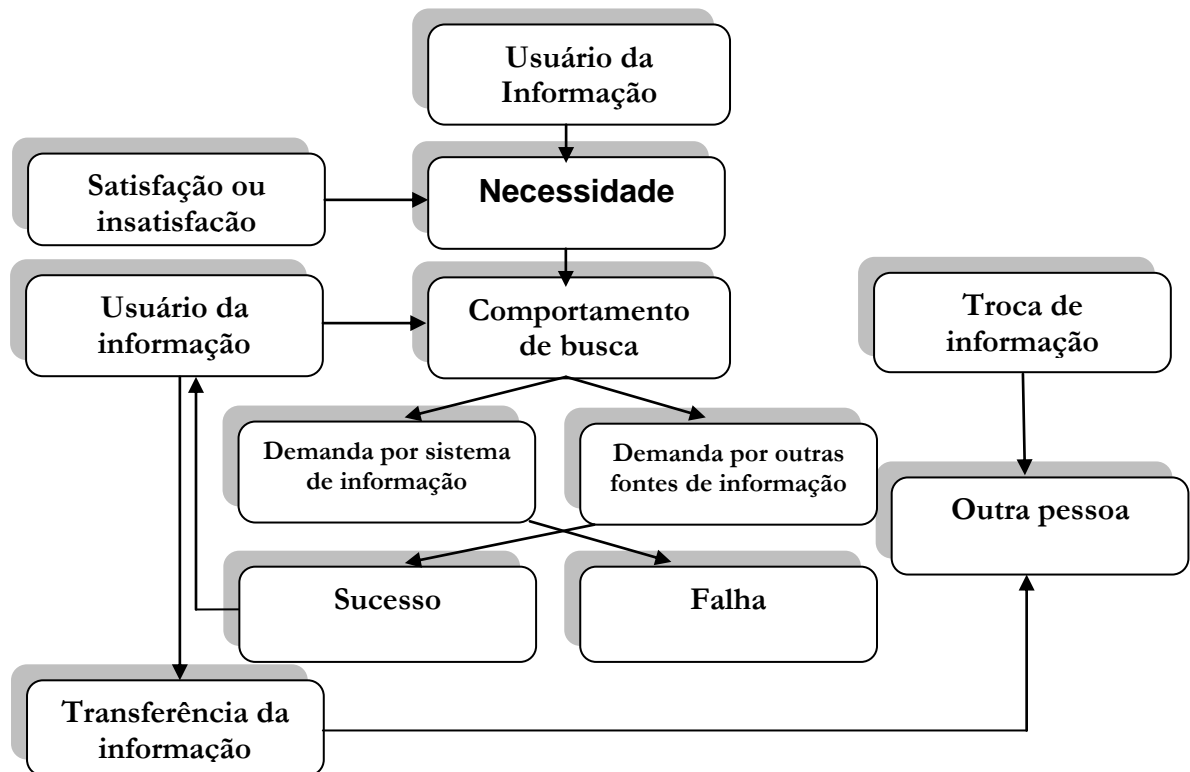 Usuário da
Informação
Satisfação ou
insatisfacão
Necessidade
Usuário da
informação
Comportamento
de busca
Troca de
informação
Demanda por sistema
de informação
Demanda por outras
fontes de informação
Outra pessoa
Sucesso
Falha
Transferência da
informação